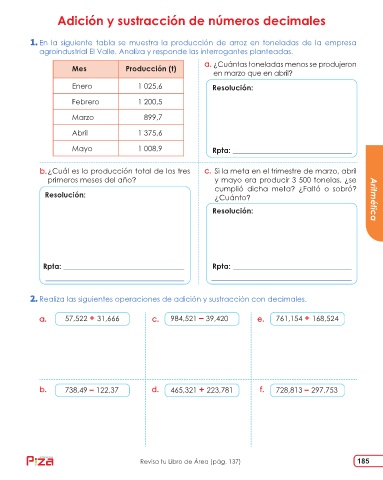 Adición y sustracción de números decimales
1. En la siguiente tabla se muestra la producción de arroz en toneladas de la empresa
agroindustrial El Valle. Analiza y responde las interrogantes planteadas.
Mes Producción (t)
Enero 1 025,6
Febrero 1 200,5
Marzo 899,7
Abril 1 375,6
Mayo 1 008,9
a. ¿Cuántas toneladas menos se produjeron
en marzo que en abril?
Resolución:
Rpta:
b. ¿Cuál es la producción total de los tres
primeros meses del año?
Resolución:
Rpta:
c. Si la meta en el trimestre de marzo, abril
y mayo era producir 3 500 tonelas, ¿se
cumplió dicha meta? ¿Faltó o sobró?
¿Cuánto?
Resolución:
Rpta:
Aritmética
2. Realiza las siguientes operaciones de adición y sustracción con decimales.
a. 57,522 + 31,666
c. 984,521 – 39,420
e. 761,154 + 168,524
b. 738,49 – 122,37
d. 465,321 + 223,781
f. 728,813 – 297,753
Revisa tu Libro de Área (pág. 137)
185